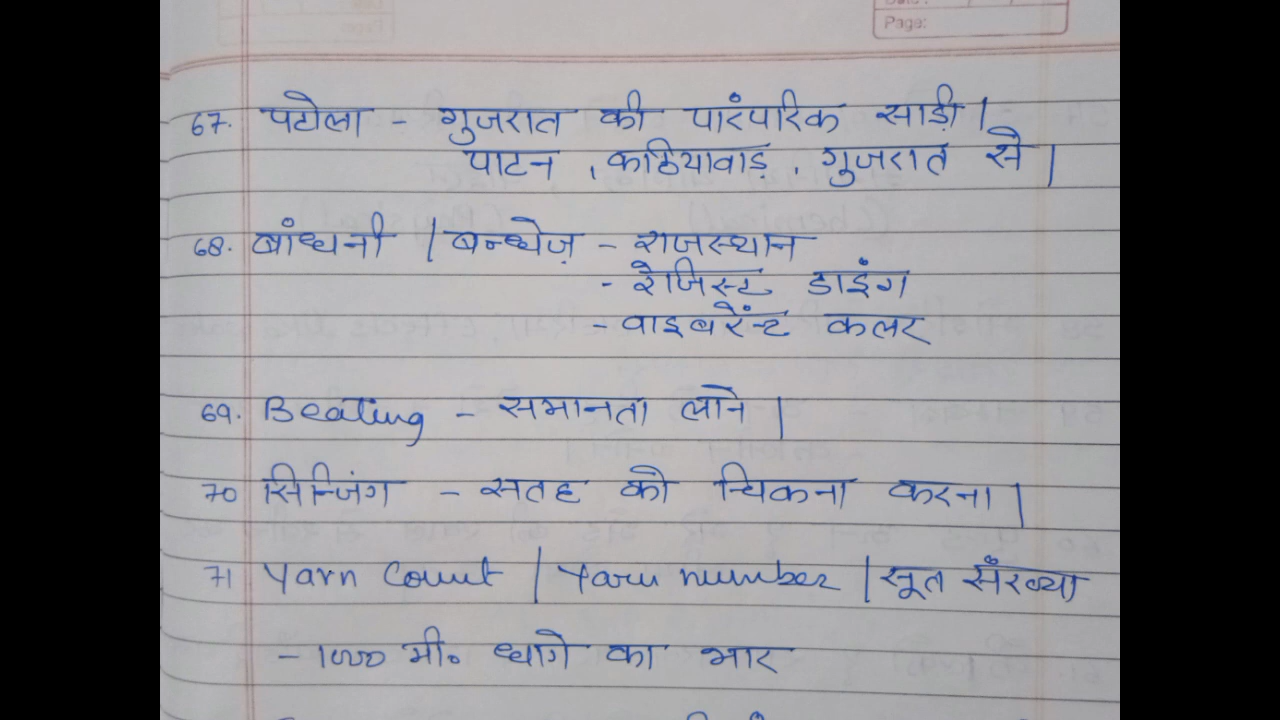 Page:
67. पटोला - गुजरात की पारंपरिक साड़ी।
पाटन, काठियावाड़, गुजरात से।
68. बांधनी / बन्धेज़ - राजस्थान
- रेजिस्ट डाइंग
- वाइबरेंन्ट कलर
69. Beating - समानता लाने।
70 सिन्जिंग - सतह को चिकना करना।
71 Yarn Count / Yarn number / सूत संख्या
- 1000 मी० धागे का भार